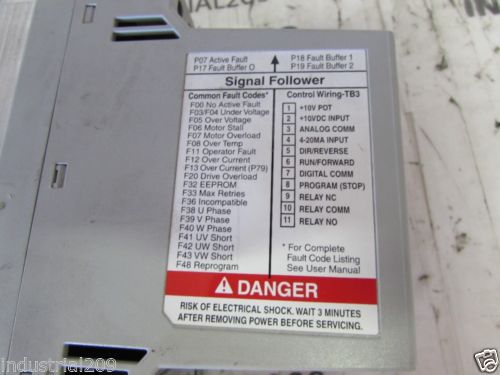 P07 Active Fault
P17 Fault Buffer O
P18 Fault Buffer 1
P19 Fault Buffer 2
Signal Follower
Common Fault Codes*
F00 No Active Fault
F03/F04 Under Voltage
F05 Over Voltage
F06 Motor Stall
F07 Motor Overload
F08 Over Temp
F11 Operator Fault
F12 Over Current
F13 Over Current (P79)
F20 Drive Overload
F32 EEPROM
F33 Max Retries
F36 Incompatible
F38 U Phase
F39 V Phase
F40 W Phase
F41 UV Short
F42 UW Short
F43 VW Short
F48 Reprogram
Control Wiring-TB3
1 +10V POT
2 +10VDC INPUT
3 ANALOG COMM
4 4-20MA INPUT
5 DIR/REVERSE
6 RUN/FORWARD
7 DIGITAL COMM
8 PROGRAM (STOP)
9 RELAY NC
10 RELAY COMM
11 RELAY NO
* For Complete
Fault Code Listing
See User Manual
DANGER
RISK OF ELECTRICAL SHOCK. WAIT 3 MINUTES
AFTER REMOVING POWER BEFORE SERVICING.
industrial209